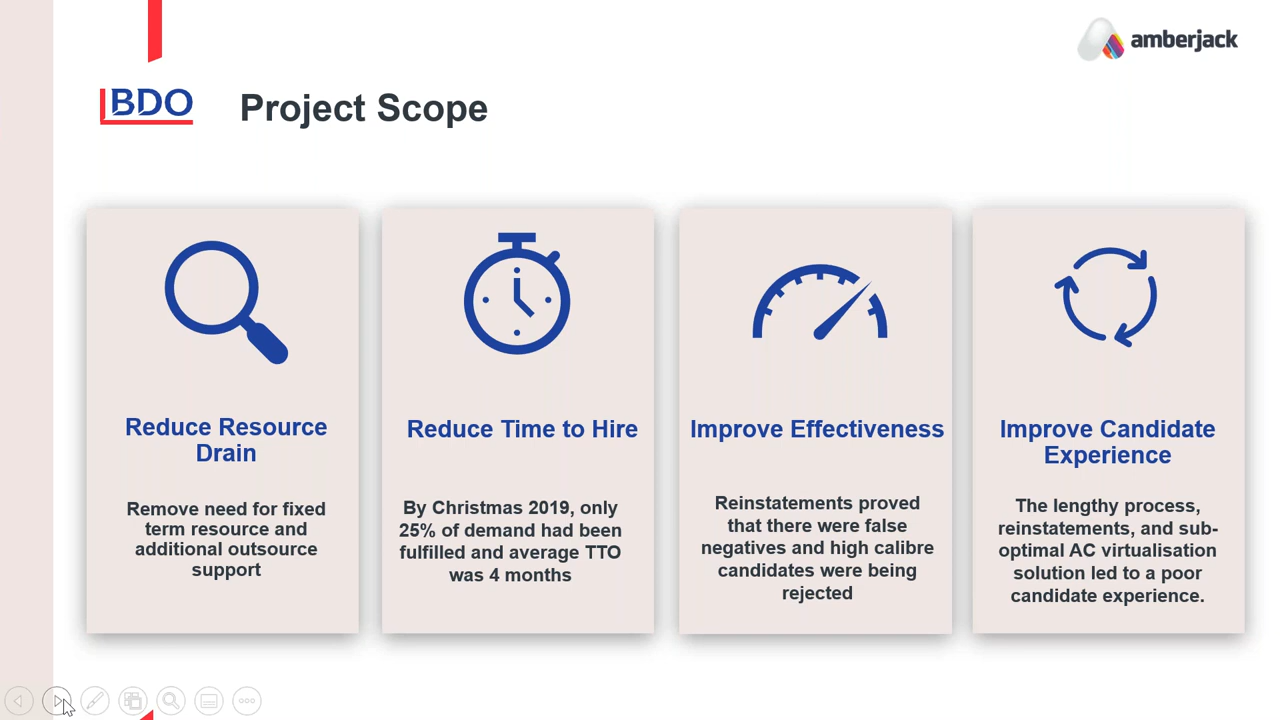 amberjack
BDO
Project Scope
Reduce Resource
Drain
Remove need for fixed
term resource and
additional outsource
support
Reduce Time to Hire
By Christmas 2019, only
25% of demand had been
fulfilled and average TTO
was 4 months
Improve Effectiveness
Reinstatements proved
that there were false
negatives and high calibre
candidates were being
rejected
Improve Candidate
Experience
The lengthy process,
reinstatements, and sub-
optimal AC virtualisation
solution led to a poor
candidate experience.